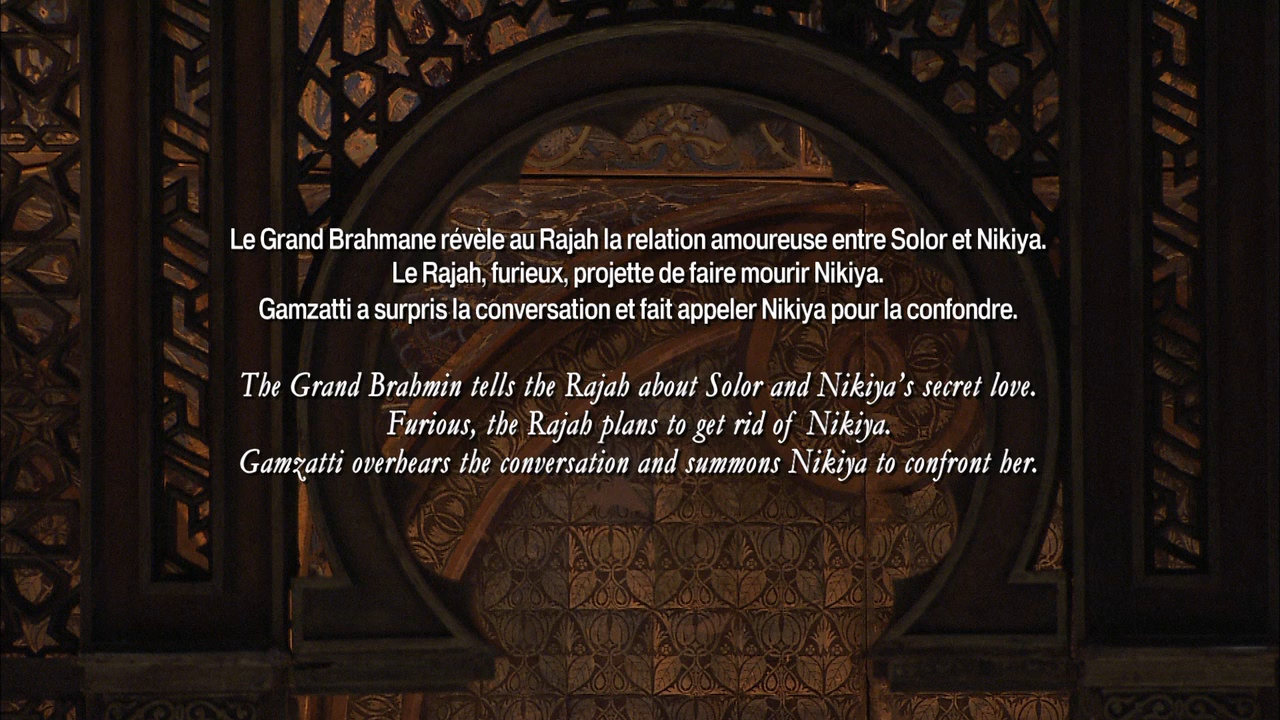 Le Grand Brahmane révèle au Rajah la relation amoureuse entre Solor et Nikiya.
Le Rajah, furieux, projette de faire mourir Nikiya.
Gamzatti a surpris la conversation et fait appeler Nikiya pour la confondre.
The Grand Brahmin tells the Rajah about Solor and Nikiya's secret love.
Furious, the Rajah plans to get rid of Nikiya.
Gamzatti overhears the conversation and summons Nikiya to confront her.